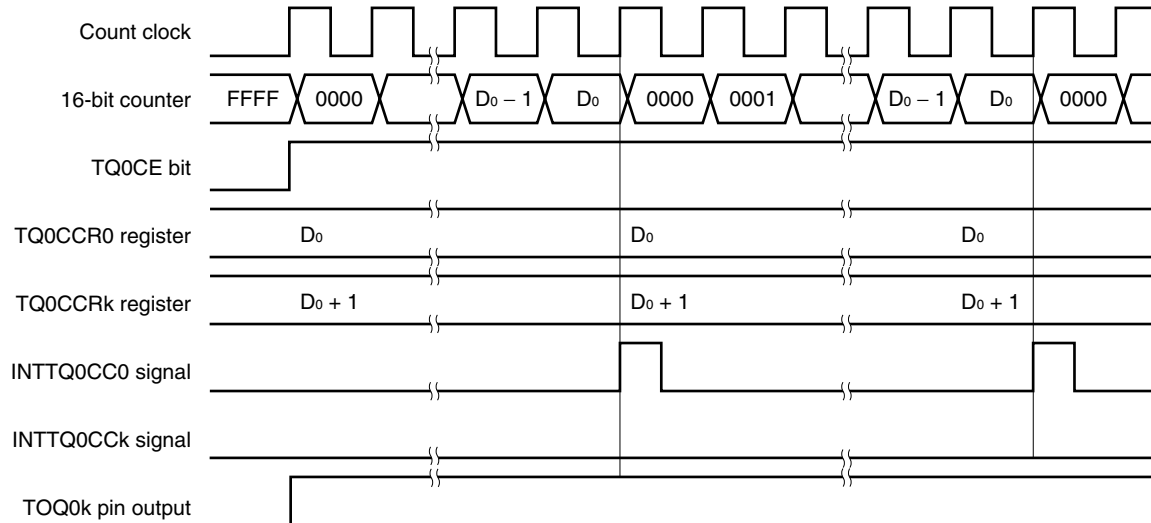 Count clock
16-bit counter FFFF 0000 D₀ − 1 D₀ 0000 0001 D₀ − 1 D₀ 0000
TQ0CE bit
TQ0CCR0 register D₀ D₀ D₀
TQ0CCRk register D₀ + 1 D₀ + 1 D₀ + 1
INTTQ0CC0 signal
INTTQ0CCk signal
TOQ0k pin output